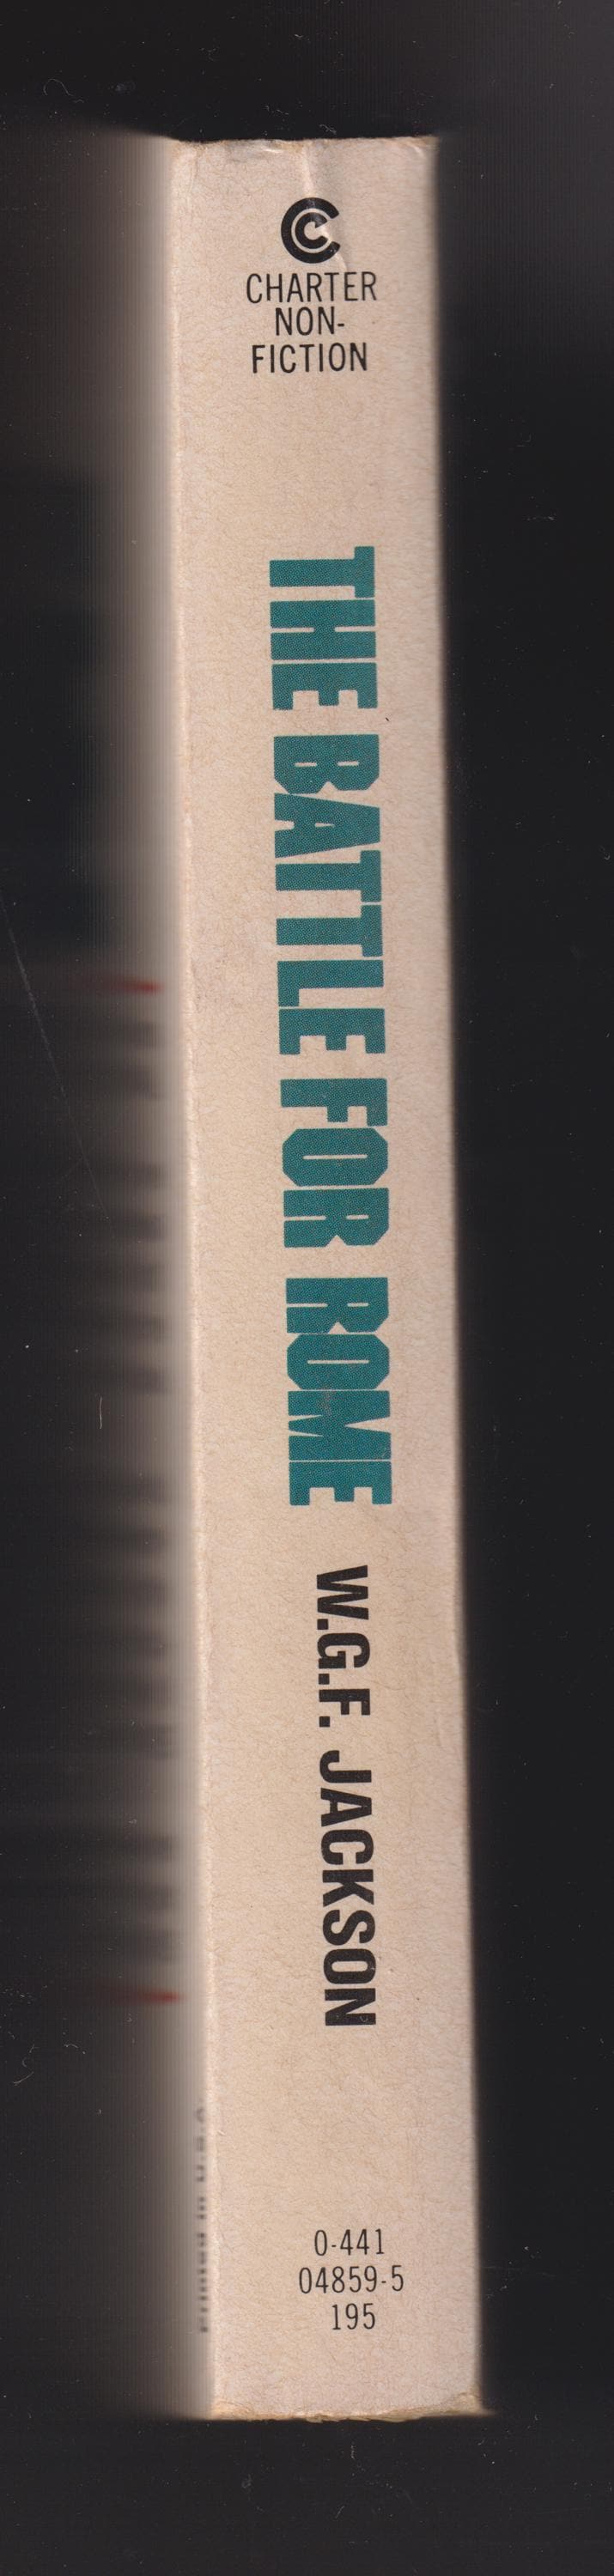 CHARTER
NON-
FICTION
THE BATTLE FOR ROME
W.G.F. JACKSON
0-441
04859-5
195